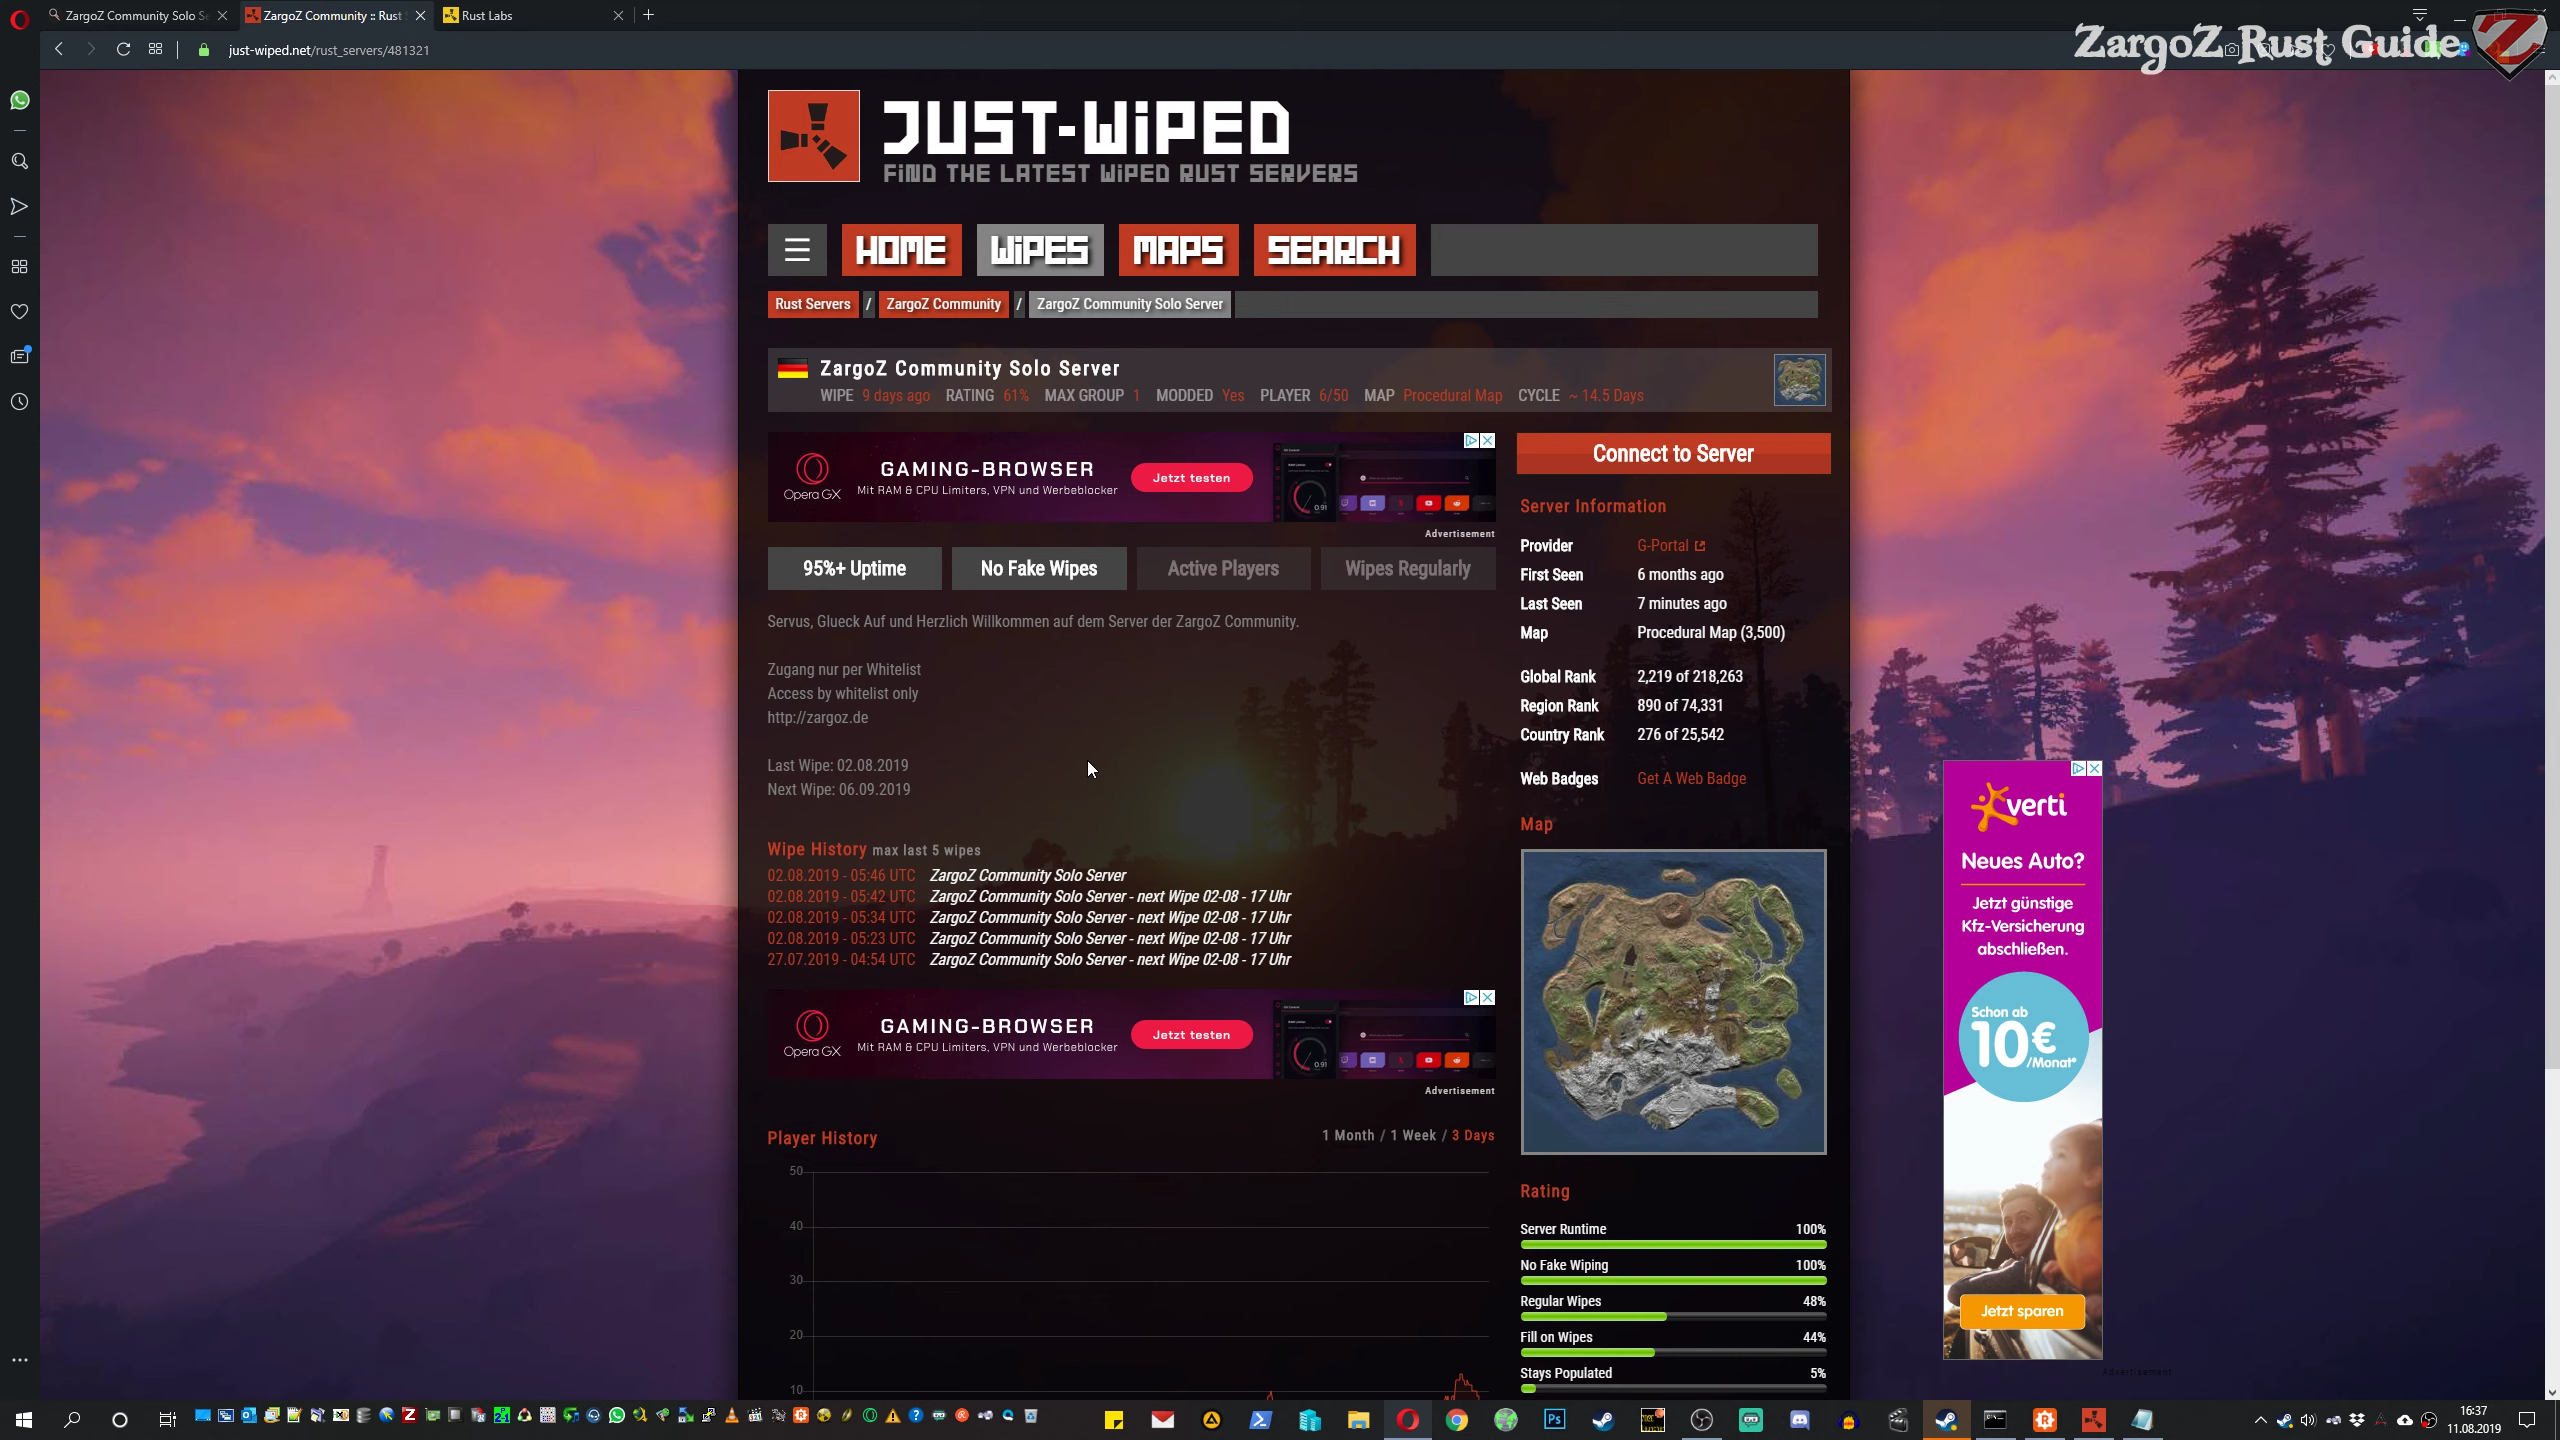 ZargoZ Community Solo Se
ZargoZ Community :: Rust
Rust Labs
just-wiped.net/rust_servers/481321
ZargoZ Rust Guide
JUST-WiPED
FiND THE LATEST WiPED RUST SERVERS
HOME
WiPES
MAPS
SEARCH
Rust Servers / ZargoZ Community / ZargoZ Community Solo Server
ZargoZ Community Solo Server
WIPE 9 days ago RATING 61% MAX GROUP 1 MODDED Yes PLAYER 6/50 MAP Procedural Map CYCLE ~ 14.5 Days
Opera GX
GAMING-BROWSER
Mit RAM & CPU Limiters, VPN und Werbeblocker
Jetzt testen
Advertisement
95%+ Uptime
No Fake Wipes
Active Players
Wipes Regularly
Servus, Glueck Auf und Herzlich Willkommen auf dem Server der ZargoZ Community.
Zugang nur per Whitelist
Access by whitelist only
http://zargoz.de
Last Wipe: 02.08.2019
Next Wipe: 06.09.2019
Wipe History max last 5 wipes
02.08.2019 - 05:46 UTC ZargoZ Community Solo Server
02.08.2019 - 05:42 UTC ZargoZ Community Solo Server - next Wipe 02-08 - 17 Uhr
02.08.2019 - 05:34 UTC ZargoZ Community Solo Server - next Wipe 02-08 - 17 Uhr
02.08.2019 - 05:23 UTC ZargoZ Community Solo Server - next Wipe 02-08 - 17 Uhr
27.07.2019 - 04:54 UTC ZargoZ Community Solo Server - next Wipe 02-08 - 17 Uhr
Opera GX
GAMING-BROWSER
Mit RAM & CPU Limiters, VPN und Werbeblocker
Jetzt testen
Advertisement
Player History
1 Month / 1 Week / 3 Days
50
40
30
20
10
Connect to Server
Server Information
Provider G-Portal
First Seen 6 months ago
Last Seen 7 minutes ago
Map Procedural Map (3,500)
Global Rank 2,219 of 218,263
Region Rank 890 of 74,331
Country Rank 276 of 25,542
Web Badges Get A Web Badge
Map
Rating
Server Runtime 100%
No Fake Wiping 100%
Regular Wipes 48%
Fill on Wipes 44%
Stays Populated 5%
verti
Neues Auto?
Jetzt günstige
Kfz-Versicherung
abschließen.
Schon ab
10€
/Monat*
Jetzt sparen
Advertisement
16:37
11.08.2019